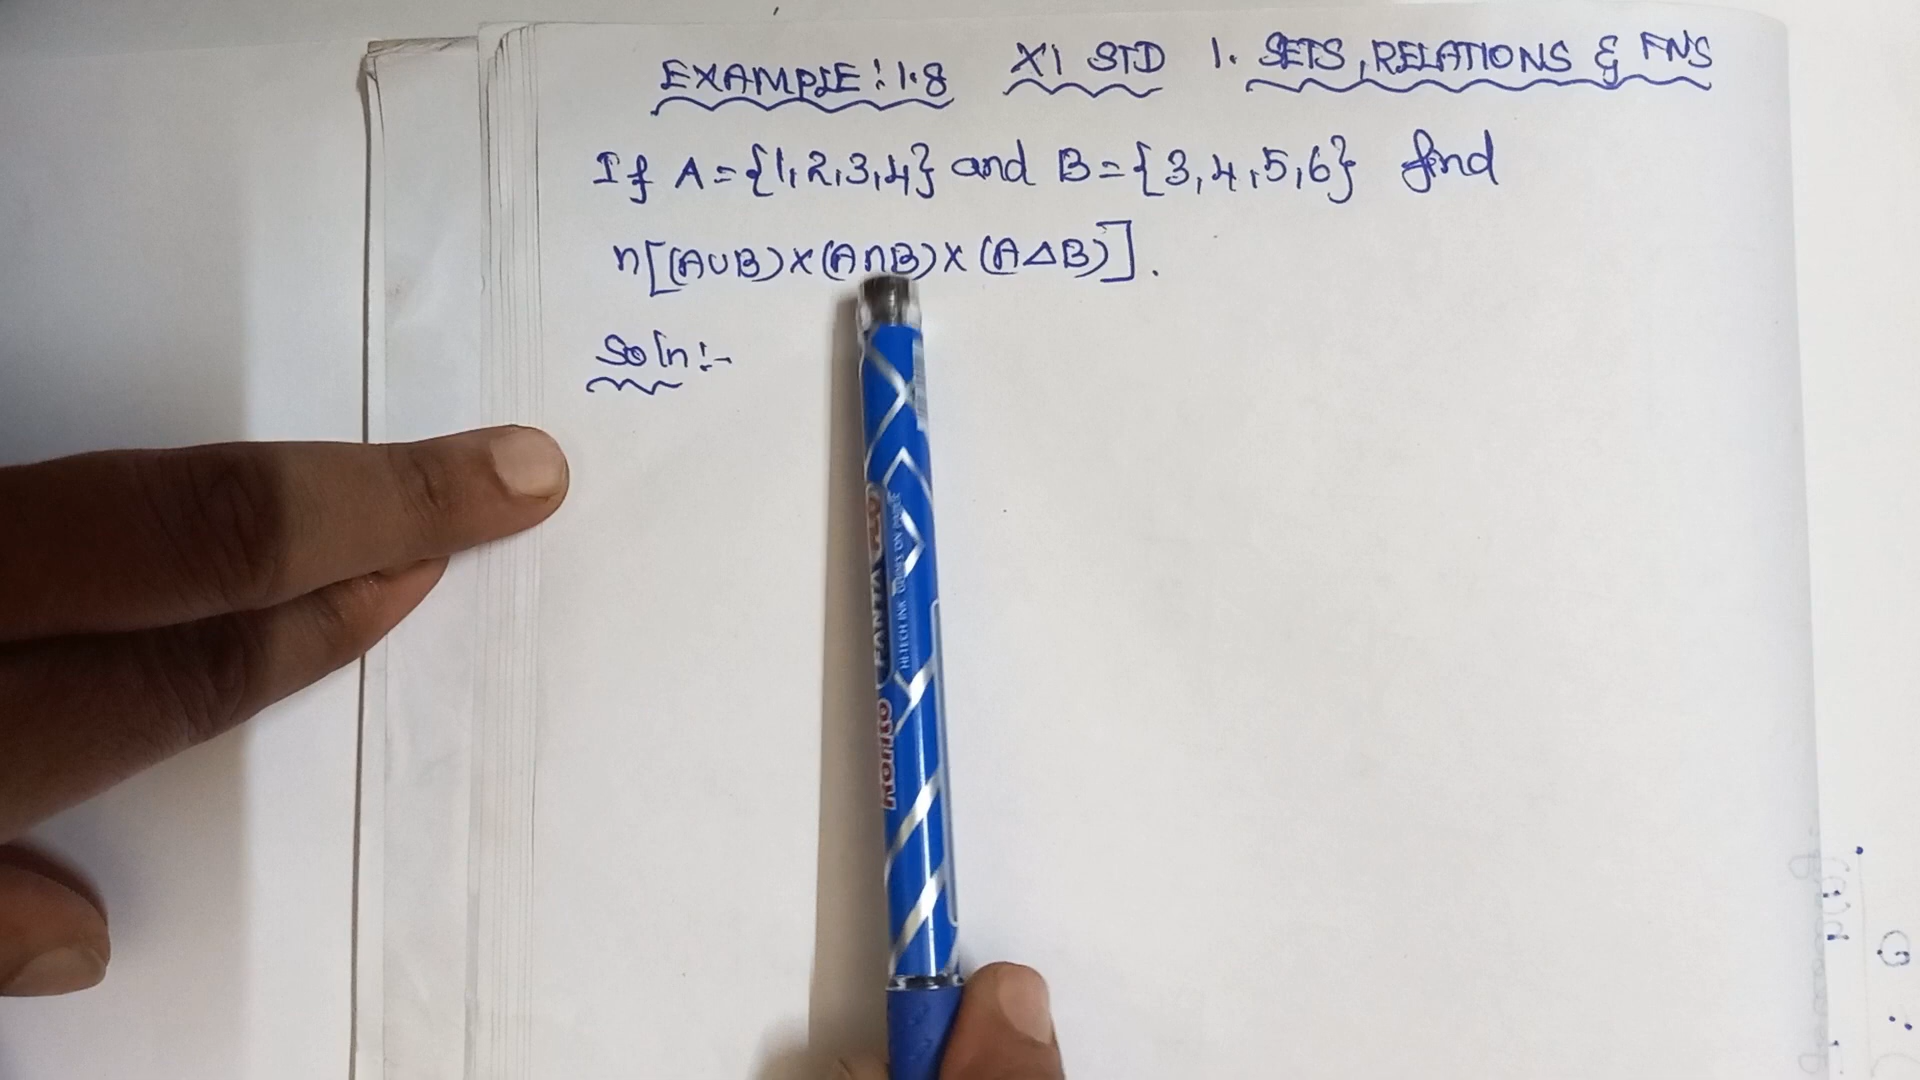 EXAMPLE: 1.8 XI STD 1. SETS, RELATIONS & FNS
If A = {1,2,3,4} and B = {3,4,5,6} find
n[(A∪B)×(A∩B)×(A△B)].
Soln:-